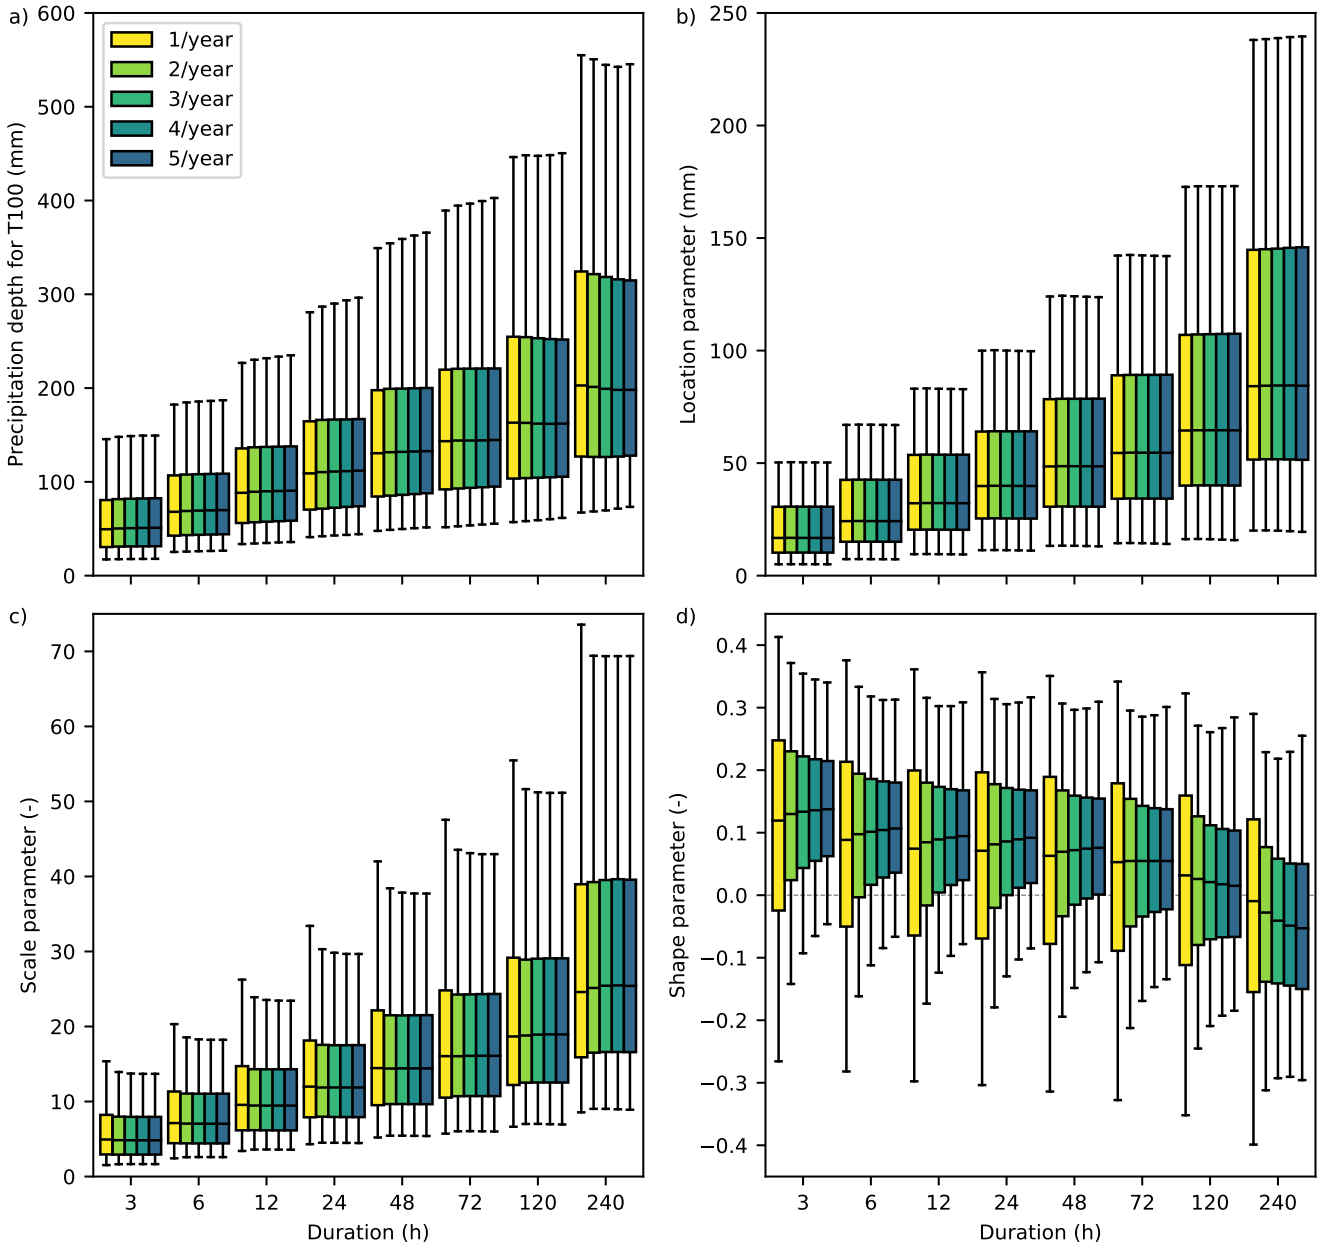 a)
Precipitation depth for T100 (mm)
600
500
400
300
200
100
0
1/year
2/year
3/year
4/year
5/year
b)
Location parameter (mm)
250
200
150
100
50
0
c)
Scale parameter (-)
70
60
50
40
30
20
10
0
3 6 12 24 48 72 120 240
Duration (h)
d)
Shape parameter (-)
0.4
0.3
0.2
0.1
0.0
−0.1
−0.2
−0.3
−0.4
3 6 12 24 48 72 120 240
Duration (h)